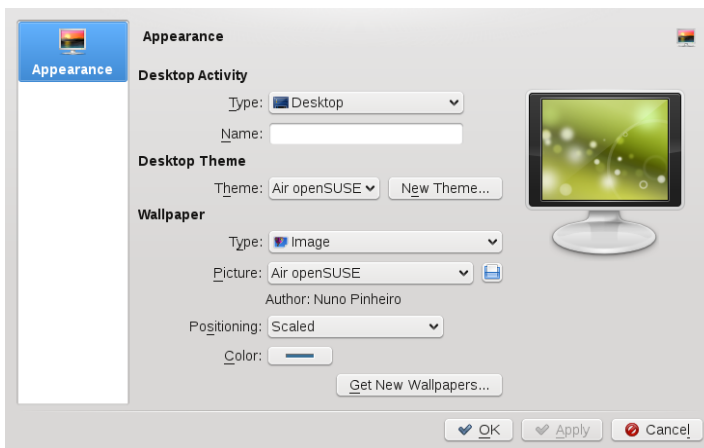 Appearance
Appearance
Desktop Activity
Type: Desktop
Name:
Desktop Theme
Theme: Air openSUSE New Theme...
Wallpaper
Type: Image
Picture: Air openSUSE
Author: Nuno Pinheiro
Positioning: Scaled
Color:
Get New Wallpapers...
OK Apply Cancel